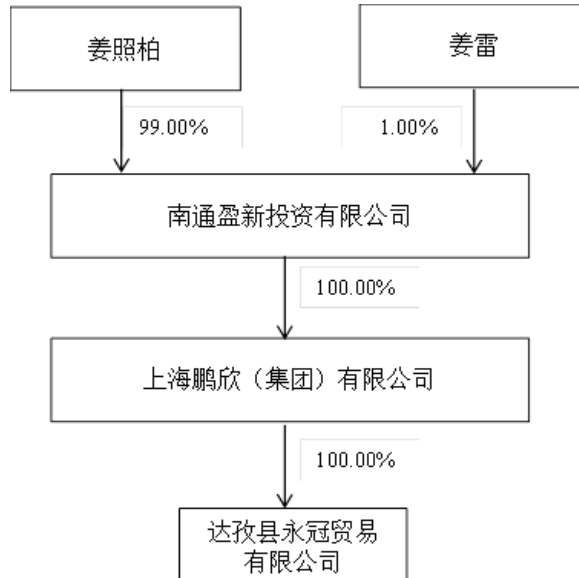 姜照柏
姜雷
99.00%
1.00%
南通盈新投资有限公司
100.00%
上海鹏欣（集团）有限公司
100.00%
达孜县永冠贸易
有限公司